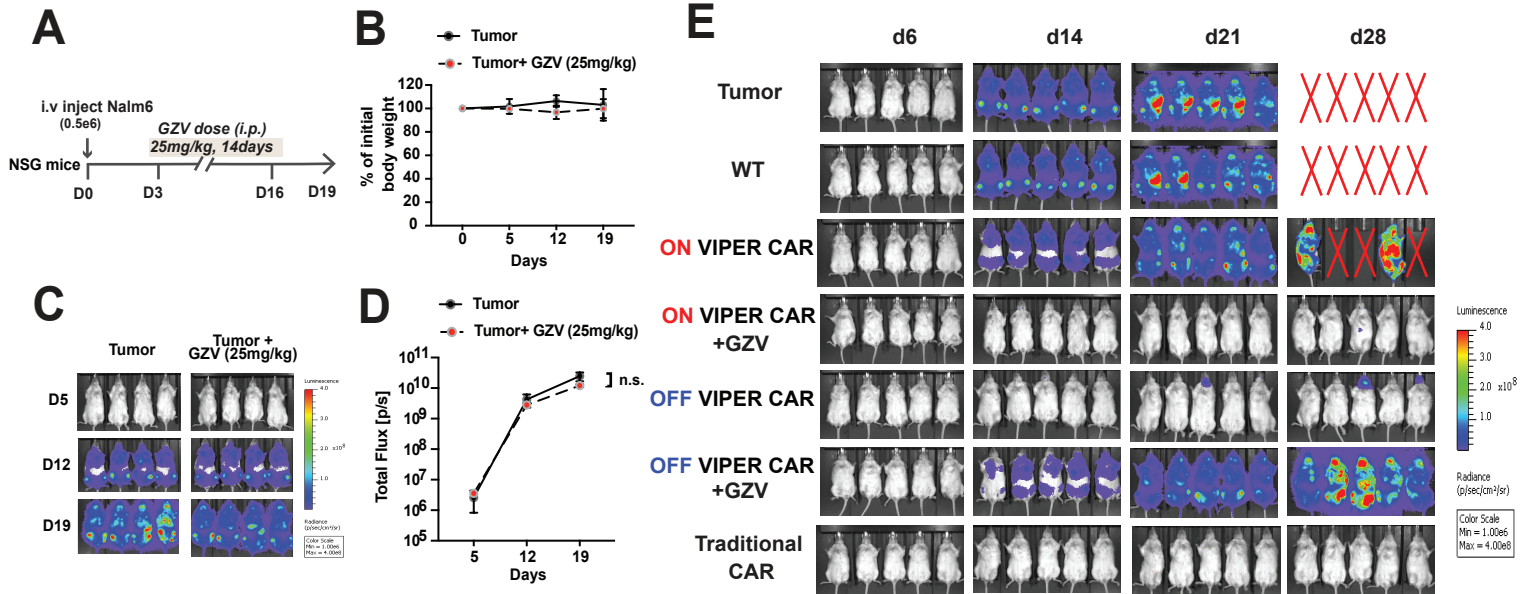 A
i.v inject Nalm6
(0.5e6)
GZV dose (i.p.)
25mg/kg, 14days
NSG mice
D0
D3
D16
D19
B
Tumor
Tumor+ GZV (25mg/kg)
% of initial
body weight
120
100
80
60
40
20
0
0
5
12
19
Days
C
Tumor
Tumor +
GZV (25mg/kg)
D5
D12
D19
Luminescence
4.0
3.0
2.0
x10⁸
1.0
Radiance
(p/sec/cm²/sr)
Color Scale
Min = 1.00e6
Max = 4.00e8
D
Tumor
Tumor+ GZV (25mg/kg)
Total Flux [p/s]
10¹¹
10¹⁰
10⁹
10⁸
10⁷
10⁶
10⁵
n.s.
5
12
19
Days
E
d6
d14
d21
d28
Tumor
WT
ON VIPER CAR
ON VIPER CAR
+GZV
OFF VIPER CAR
OFF VIPER CAR
+GZV
Traditional
CAR
Luminescence
4.0
3.0
2.0
x10⁸
1.0
Radiance
(p/sec/cm²/sr)
Color Scale
Min = 1.00e6
Max = 4.00e8